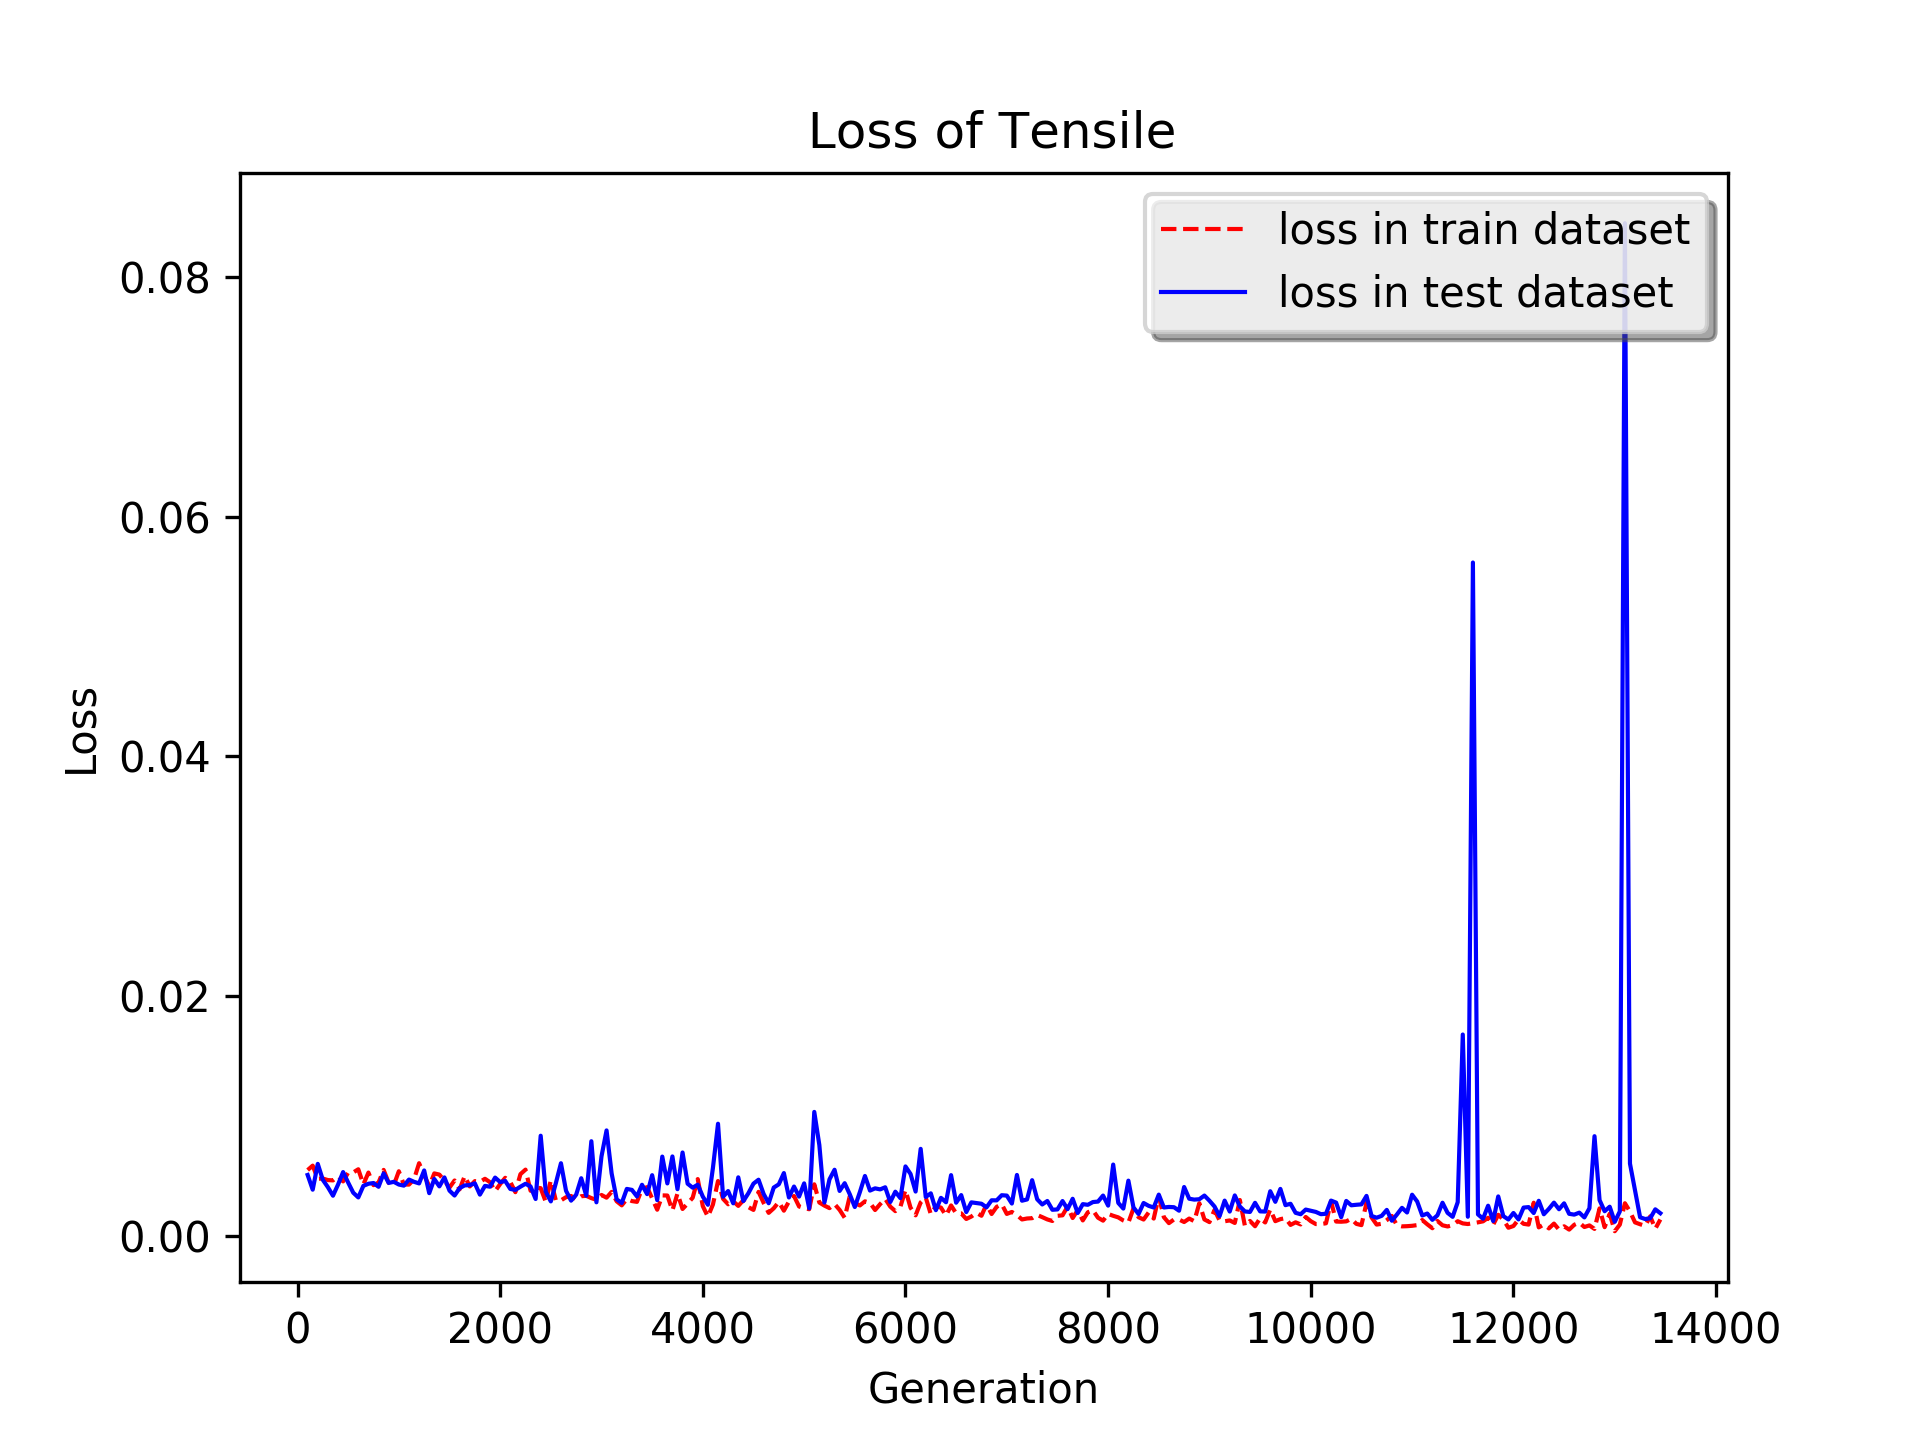 Loss of Tensile
loss in train dataset
loss in test dataset
0.08
0.06
0.04
0.02
0.00
Loss
0 2000 4000 6000 8000 10000 12000 14000
Generation